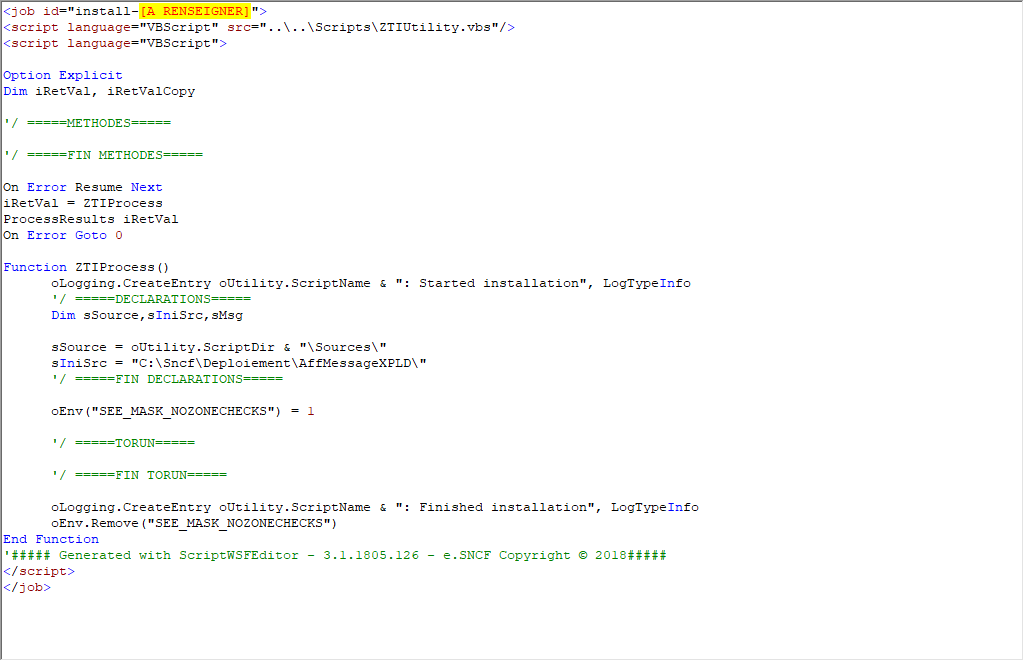 <job id="install-[A RENSEIGNER]">
<script language="VBScript" src="..\..\Scripts\ZTIUtility.vbs"/>
<script language="VBScript">
Option Explicit
Dim iRetVal, iRetValCopy
'/ =====METHODES=====
'/ =====FIN METHODES=====
On Error Resume Next
iRetVal = ZTIProcess
ProcessResults iRetVal
On Error Goto 0
Function ZTIProcess()
oLogging.CreateEntry oUtility.ScriptName & ": Started installation", LogTypeInfo
'/ =====DECLARATIONS=====
Dim sSource,sIniSrc,sMsg
sSource = oUtility.ScriptDir & "\Sources\"
sIniSrc = "C:\Sncf\Deploiement\AffMessageXPLD\"
'/ =====FIN DECLARATIONS=====
oEnv("SEE_MASK_NOZONECHECKS") = 1
'/ =====TORUN=====
'/ =====FIN TORUN=====
oLogging.CreateEntry oUtility.ScriptName & ": Finished installation", LogTypeInfo
oEnv.Remove("SEE_MASK_NOZONECHECKS")
End Function
'##### Generated with ScriptWSFEditor - 3.1.1805.126 - e.SNCF Copyright © 2018#####
</script>
</job>